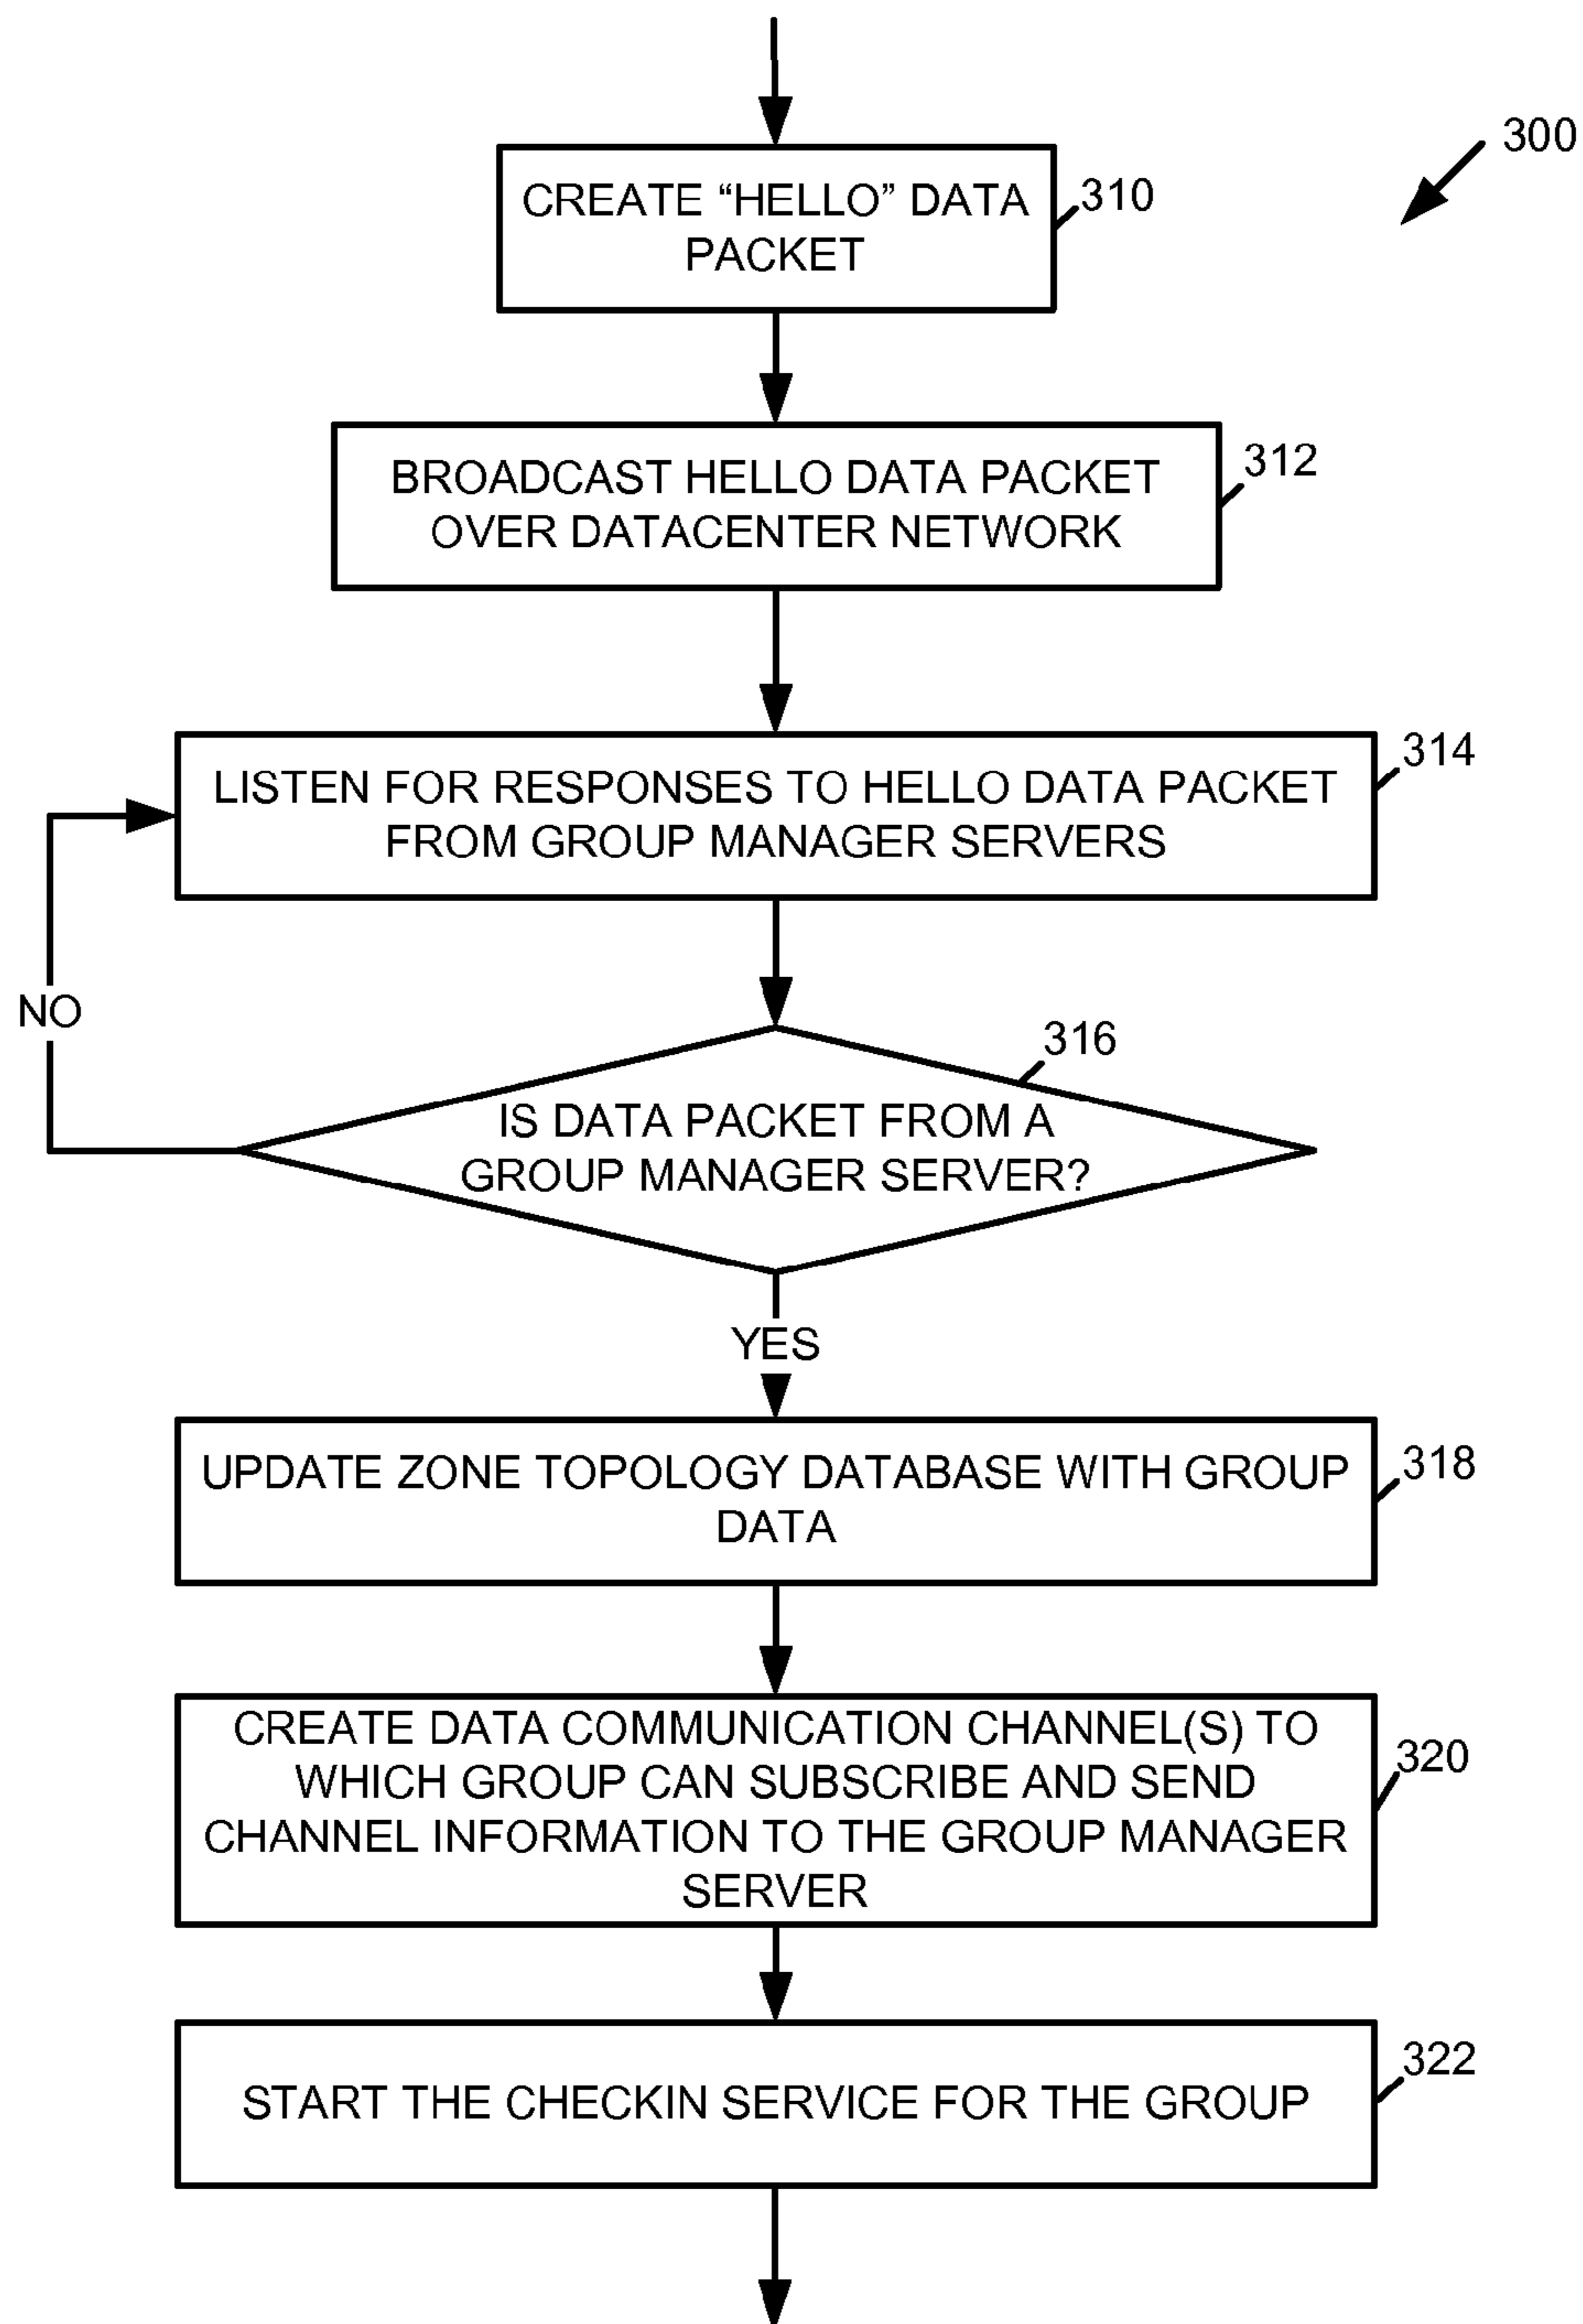 300
CREATE “HELLO” DATA
PACKET
310
BROADCAST HELLO DATA PACKET
OVER DATACENTER NETWORK
312
LISTEN FOR RESPONSES TO HELLO DATA PACKET
FROM GROUP MANAGER SERVERS
314
NO
316
IS DATA PACKET FROM A
GROUP MANAGER SERVER?
YES
UPDATE ZONE TOPOLOGY DATABASE WITH GROUP
DATA
318
CREATE DATA COMMUNICATION CHANNEL(S) TO
WHICH GROUP CAN SUBSCRIBE AND SEND
CHANNEL INFORMATION TO THE GROUP MANAGER
SERVER
320
START THE CHECKIN SERVICE FOR THE GROUP
322